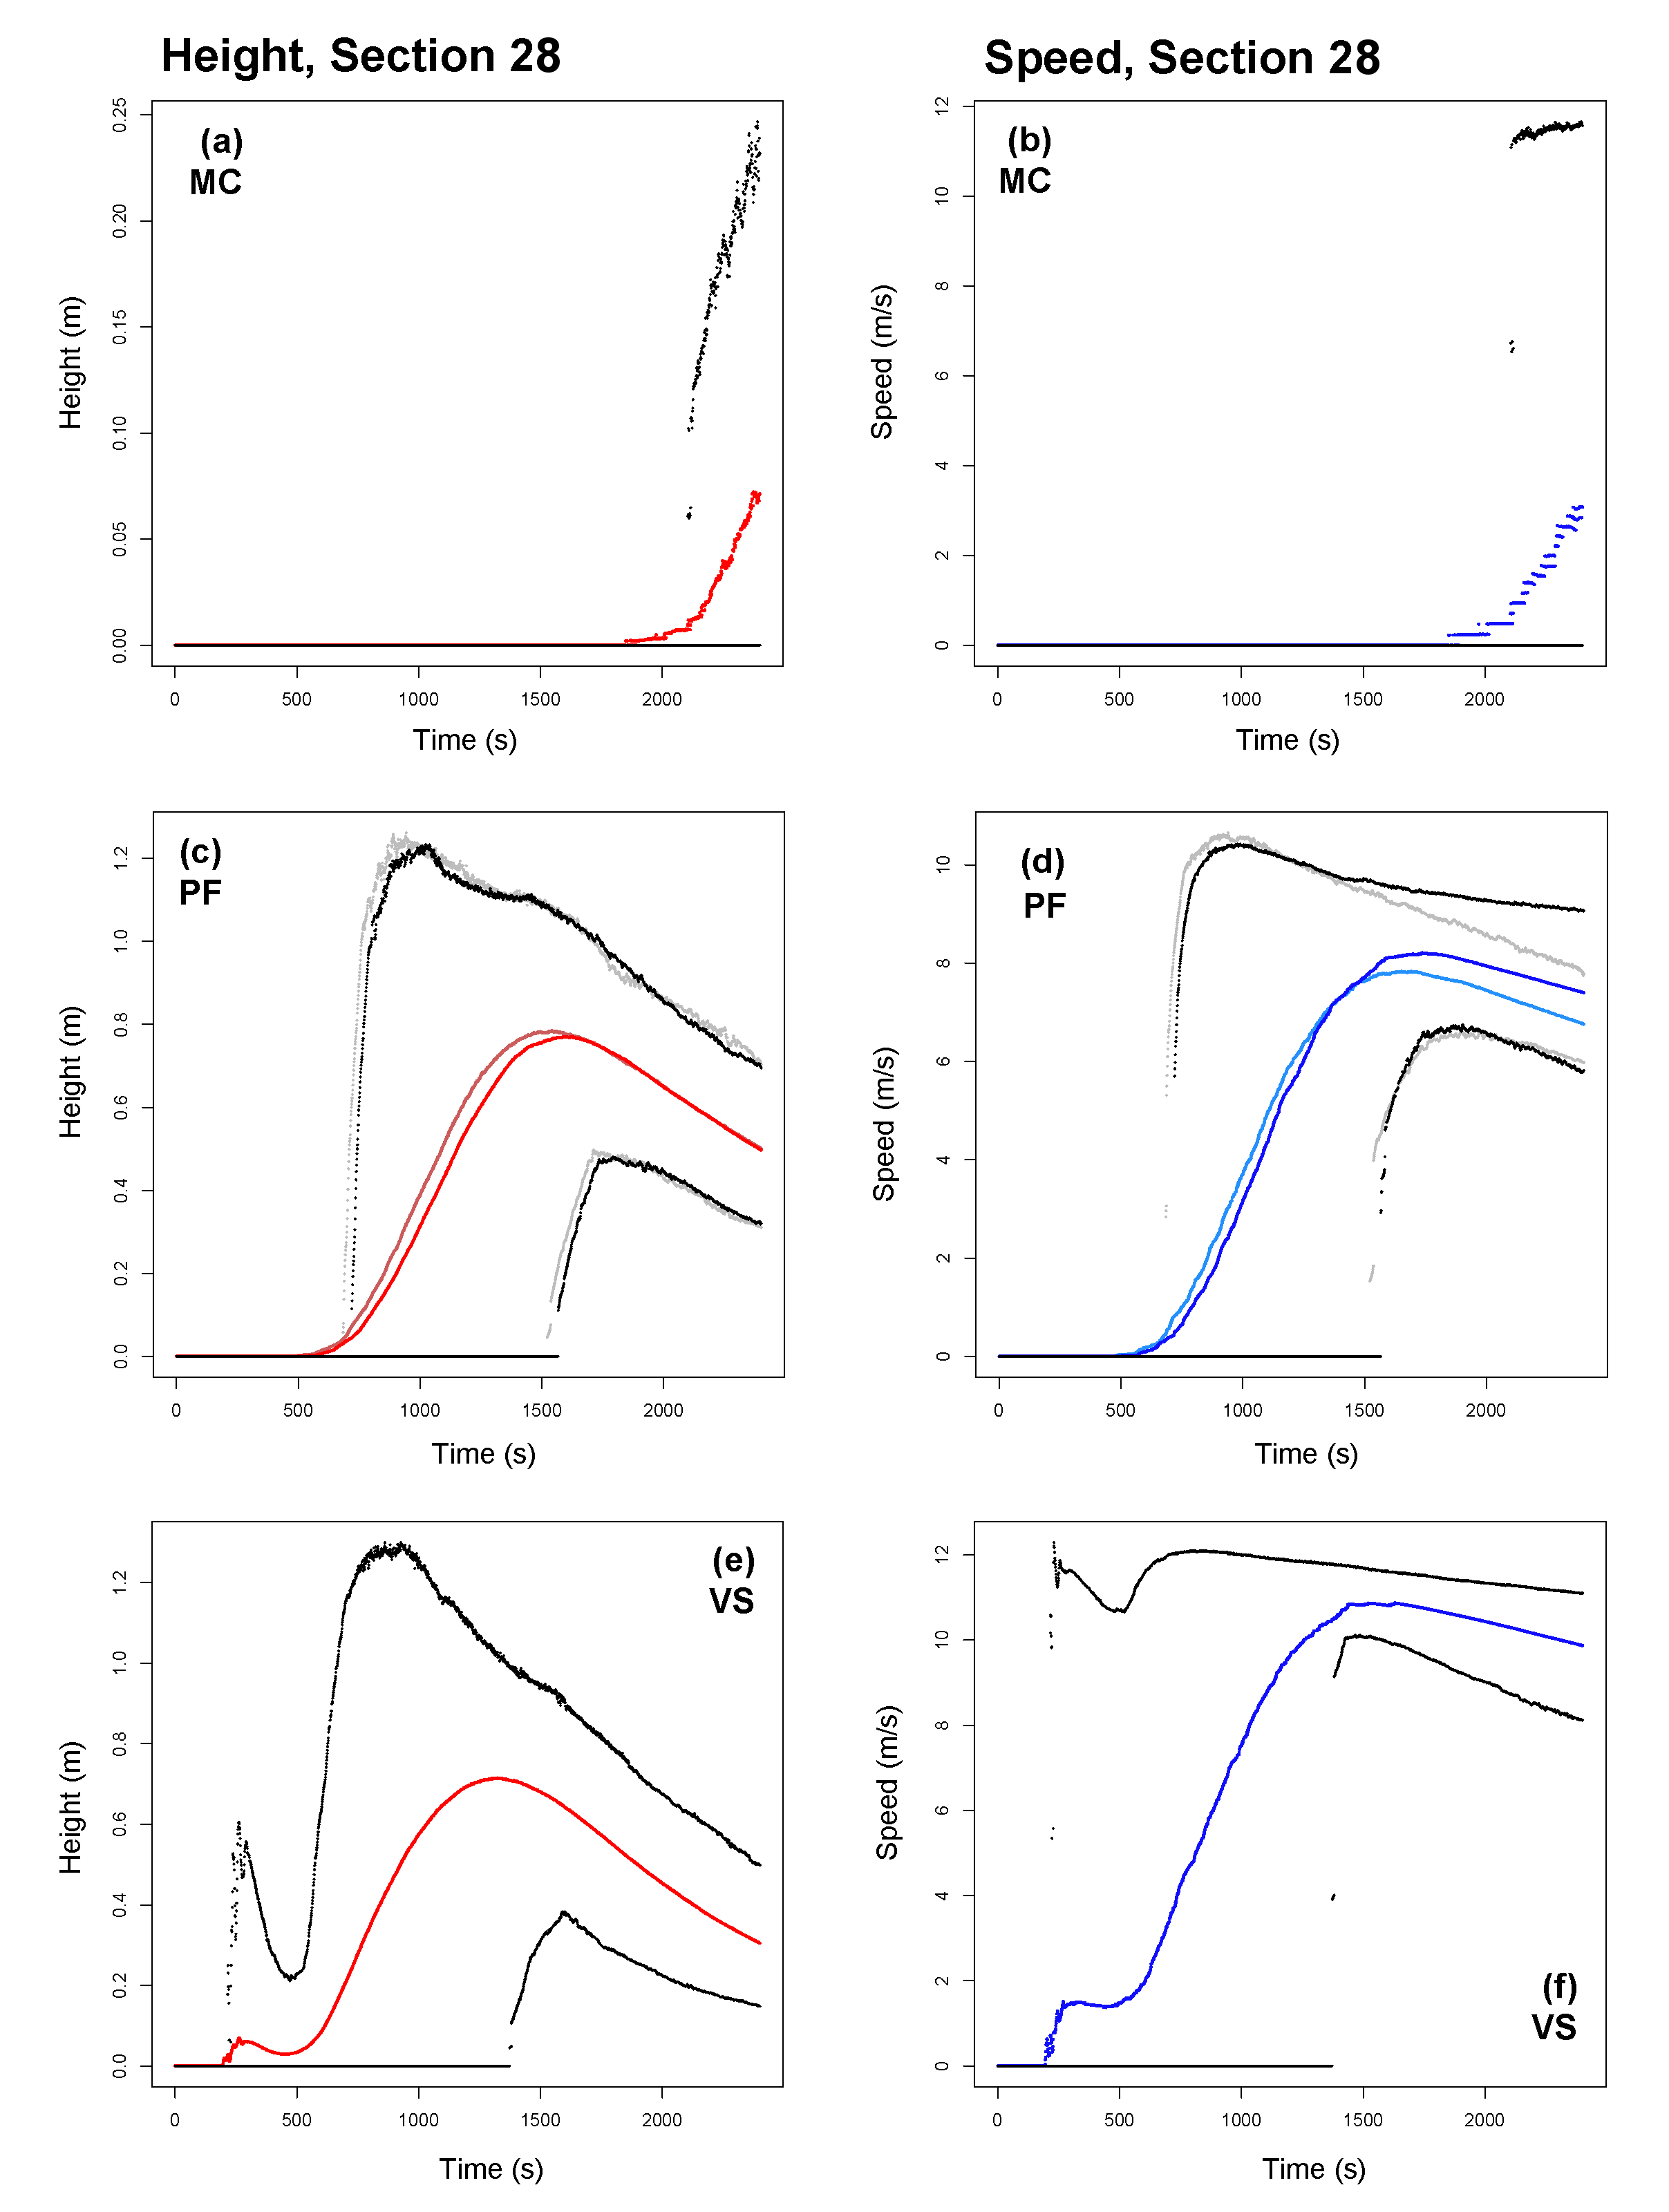 Height, Section 28
Speed, Section 28
(a)
MC
Height (m)
0.00 0.05 0.10 0.15 0.20 0.25
0 500 1000 1500 2000
Time (s)
(b)
MC
Speed (m/s)
0 2 4 6 8 10 12
0 500 1000 1500 2000
Time (s)
(c)
PF
Height (m)
0.0 0.2 0.4 0.6 0.8 1.0 1.2
0 500 1000 1500 2000
Time (s)
(d)
PF
Speed (m/s)
0 2 4 6 8 10
0 500 1000 1500 2000
Time (s)
(e)
VS
Height (m)
0.0 0.2 0.4 0.6 0.8 1.0 1.2
0 500 1000 1500 2000
Time (s)
(f)
VS
Speed (m/s)
0 2 4 6 8 10 12
0 500 1000 1500 2000
Time (s)